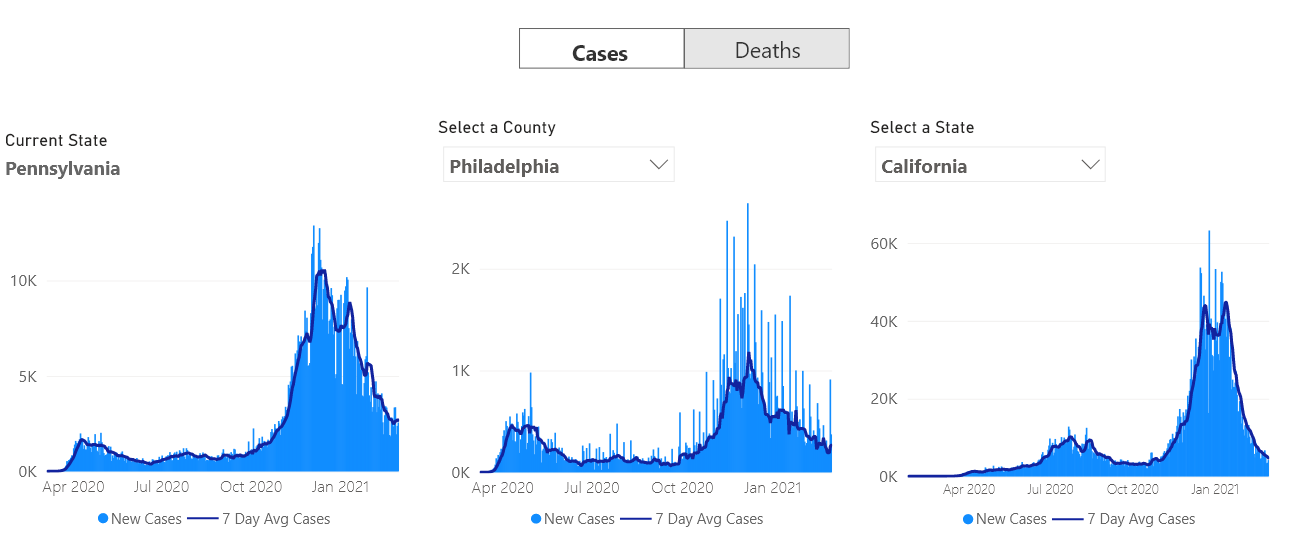 Cases
Deaths
Current State
Pennsylvania
10K
5K
0K
Apr 2020 Jul 2020 Oct 2020 Jan 2021
New Cases 7 Day Avg Cases
Select a County
Philadelphia
2K
1K
0K
Apr 2020 Jul 2020 Oct 2020 Jan 2021
New Cases 7 Day Avg Cases
Select a State
California
60K
40K
20K
0K
Apr 2020 Jul 2020 Oct 2020 Jan 2021
New Cases 7 Day Avg Cases